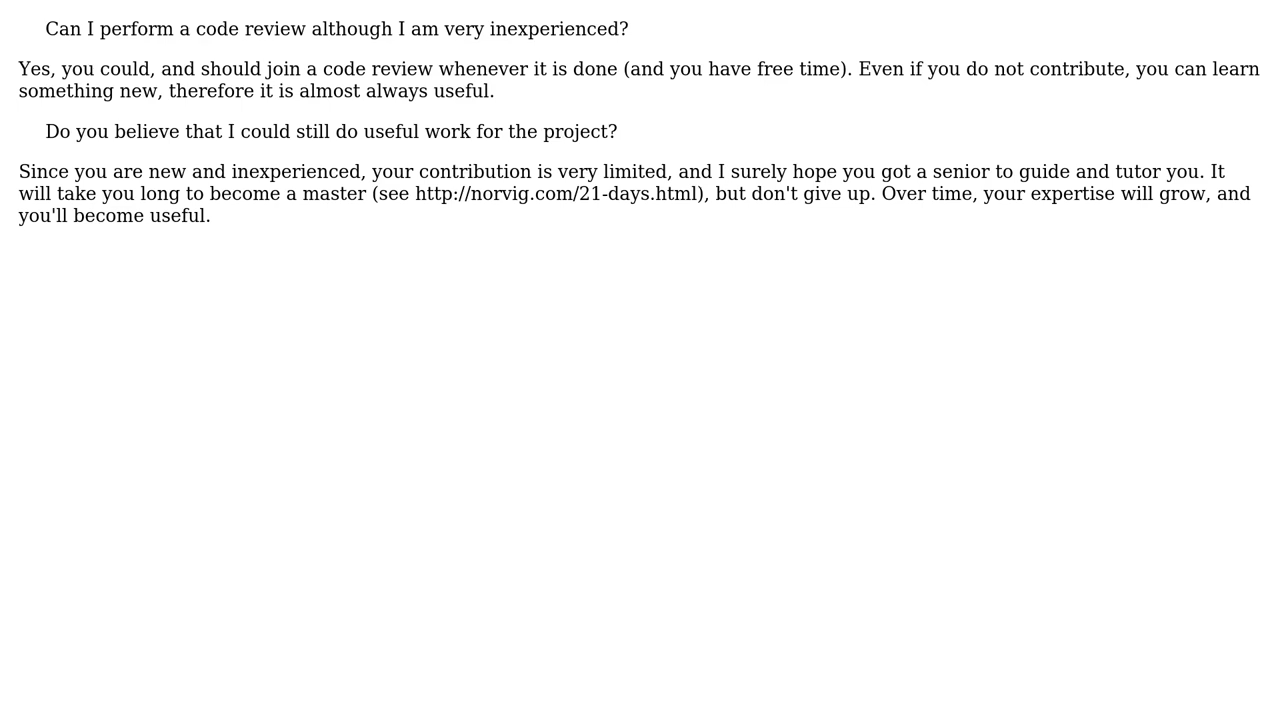 Can I perform a code review although I am very inexperienced?
Yes, you could, and should join a code review whenever it is done (and you have free time). Even if you do not contribute, you can learn
something new, therefore it is almost always useful.
Do you believe that I could still do useful work for the project?
Since you are new and inexperienced, your contribution is very limited, and I surely hope you got a senior to guide and tutor you. It
will take you long to become a master (see http://norvig.com/21-days.html), but don't give up. Over time, your expertise will grow, and
you'll become useful.